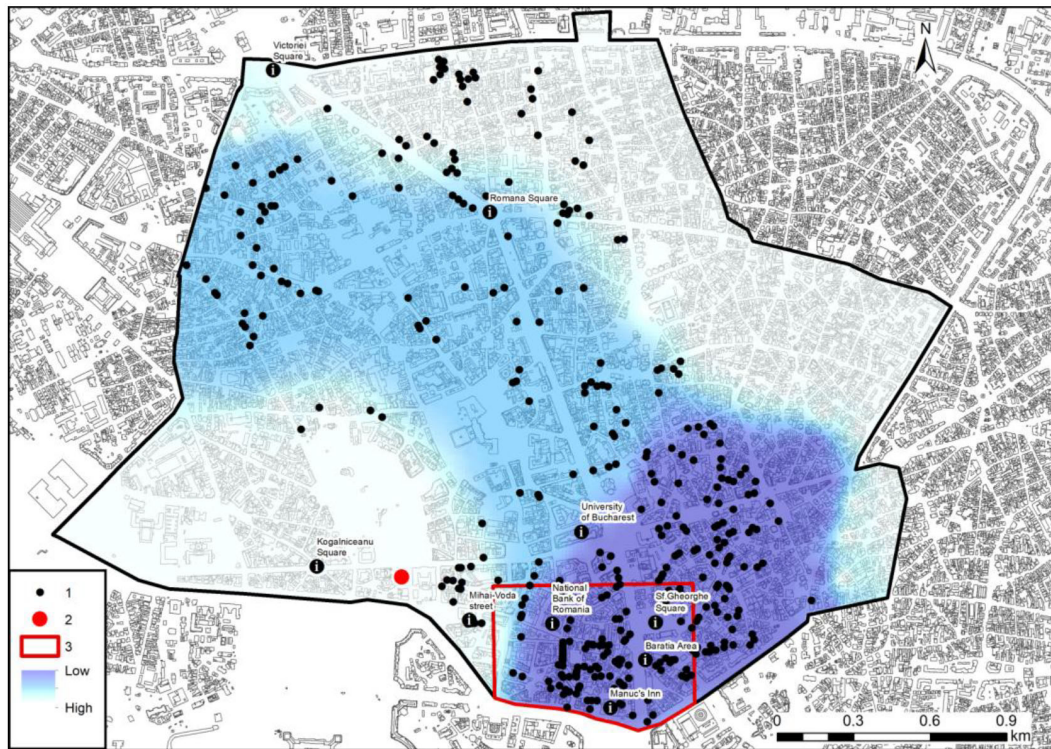 Victoriei
Square
i
N
Romana Square
i
University
of Bucharest
i
Kogalniceanu
Square
i
Mihai-Voda
street
i
National
Bank of
Romania
i
Sf.Gheorghe
Square
i
Baratia Area
i
Manuc's Inn
i
1
2
3
Low
High
0 0.3 0.6 0.9
km